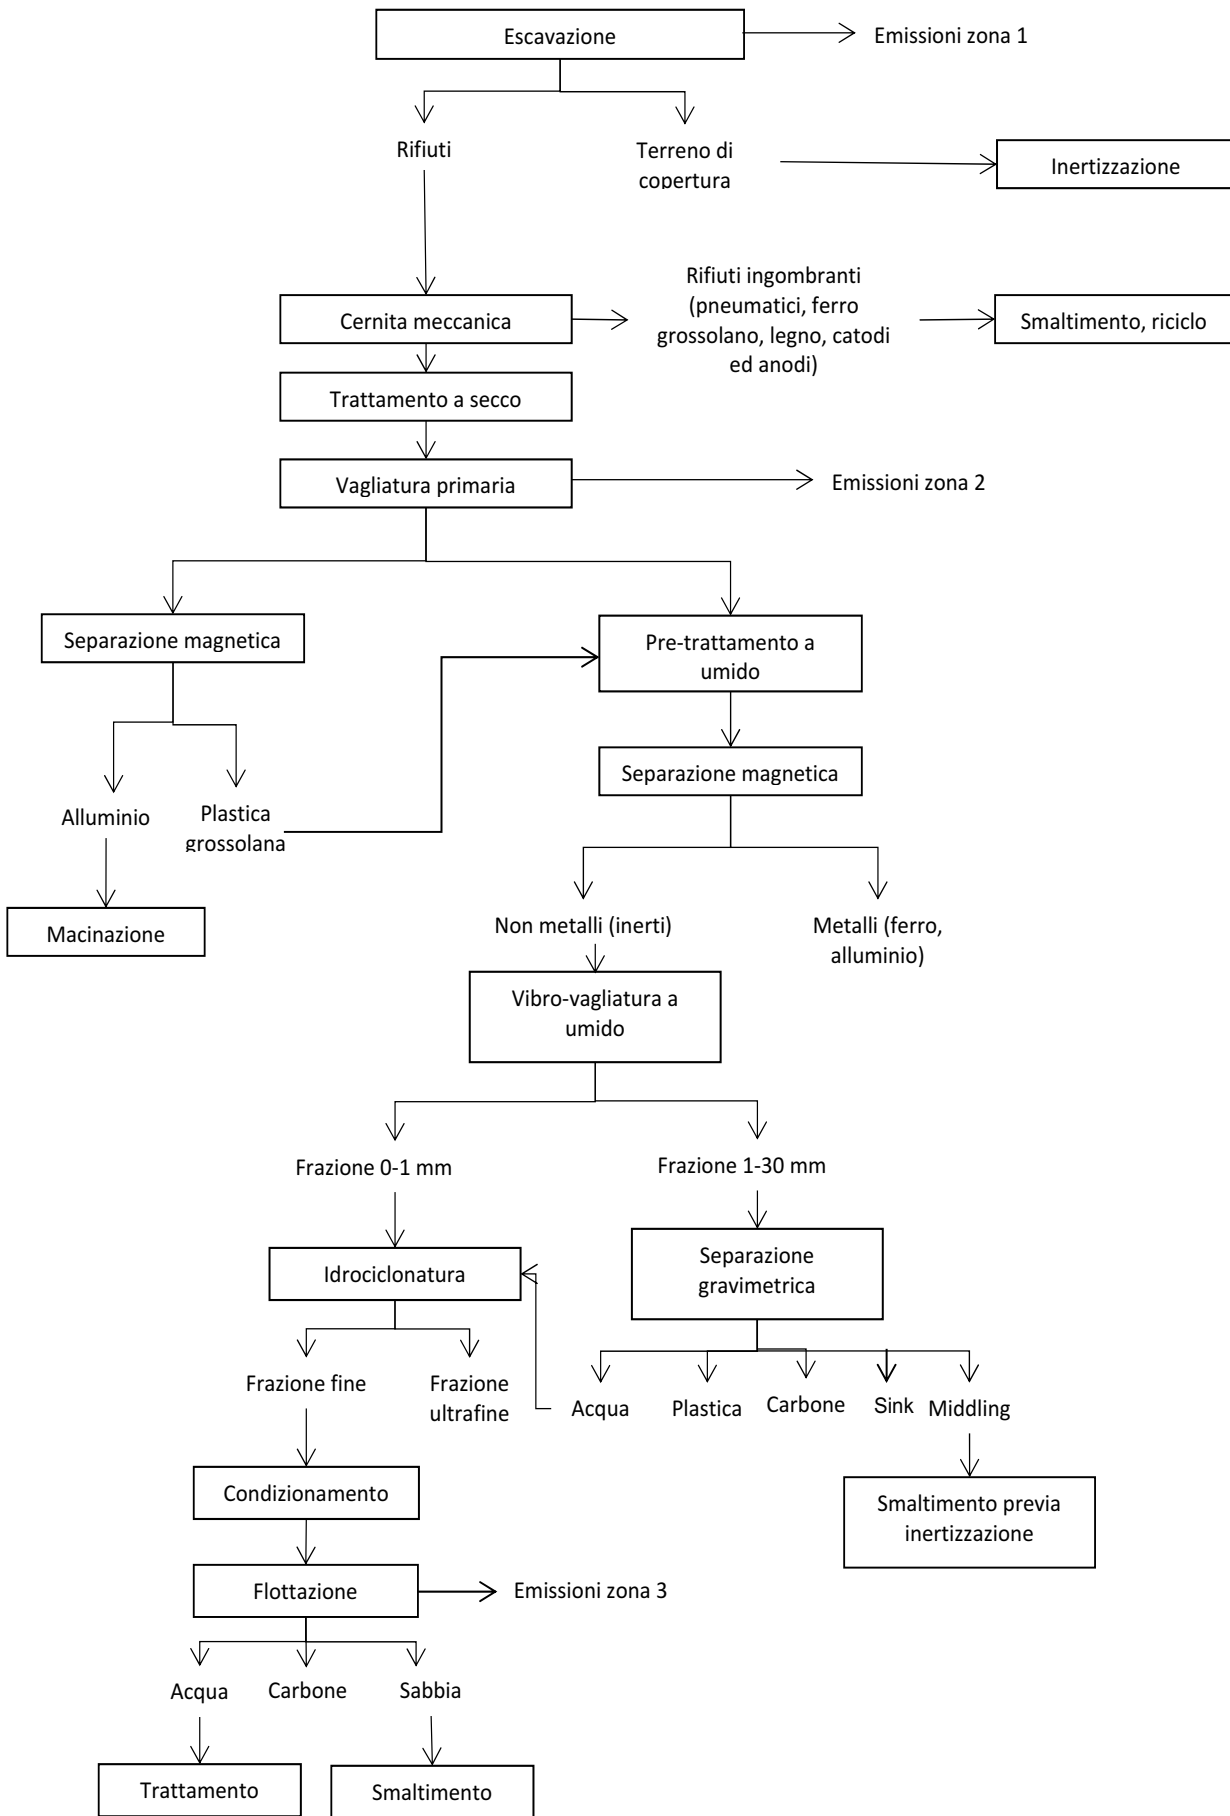 Escavazione
Emissioni zona 1
Rifiuti
Terreno di
copertura
Inertizzazione
Rifiuti ingombranti
(pneumatici, ferro
grossolano, legno, catodi
ed anodi)
Cernita meccanica
Smaltimento, riciclo
Trattamento a secco
Vagliatura primaria
Emissioni zona 2
Separazione magnetica
Pre-trattamento a
umido
Separazione magnetica
Alluminio
Plastica
grossolana
Macinazione
Non metalli (inerti)
Metalli (ferro,
alluminio)
Vibro-vagliatura a
umido
Frazione 0-1 mm
Frazione 1-30 mm
Idrociclonatura
Separazione
gravimetrica
Frazione fine
Frazione
ultrafine
Acqua
Plastica
Carbone
Sink
Middling
Condizionamento
Smaltimento previa
inertizzazione
Flottazione
Emissioni zona 3
Acqua
Carbone
Sabbia
Trattamento
Smaltimento